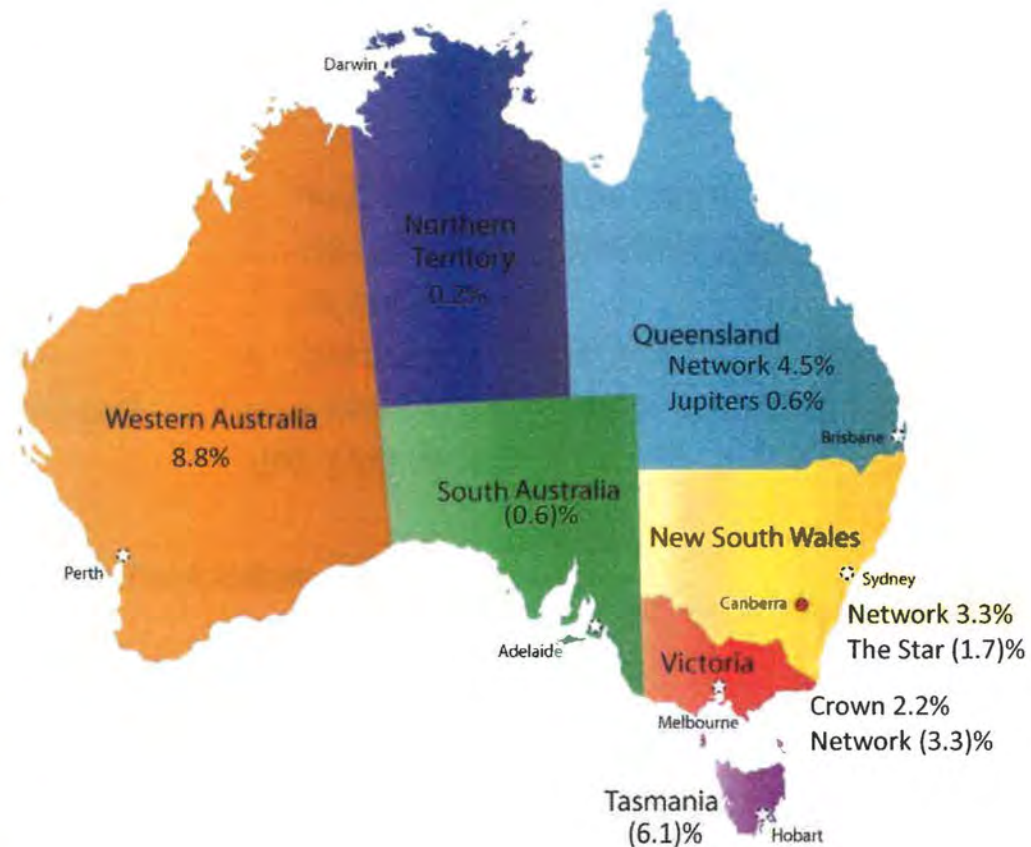 Darwin
Northern
Territory
0.2%
Queensland
Network 4.5%
Jupiters 0.6%
Brisbane
Western Australia
8.8%
South Australia
(0.6)%
New South Wales
Perth
Sydney
Canberra
Network 3.3%
The Star (1.7)%
Adelaide
Victoria
Melbourne
Crown 2.2%
Network (3.3)%
Tasmania
(6.1)%
Hobart